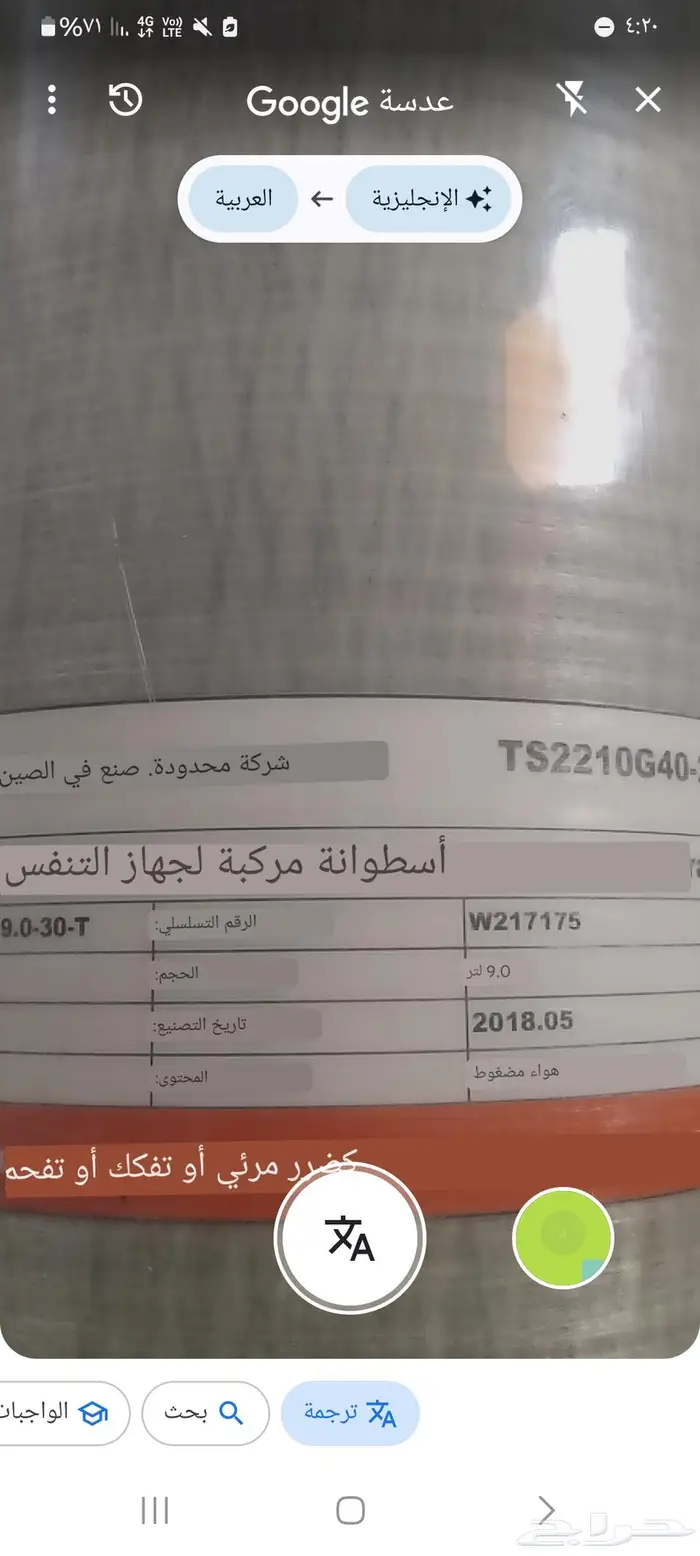 ٤:٢٠ 4G Vo)) LTE %٧١
عدسة Google
الإنجليزية ← العربية
TS2210G40-
شركة محدودة. صنع في الصين
أسطوانة مركبة لجهاز التنفس
9.0-30-T الرقم التسلسلي: W217175
الحجم: 9.0 لتر
تاريخ التصنيع: 2018.05
المحتوى: هواء مضغوط
كضرر مرئي أو تفكك أو تفحم
ترجمة
بحث
الواجبات
حراج